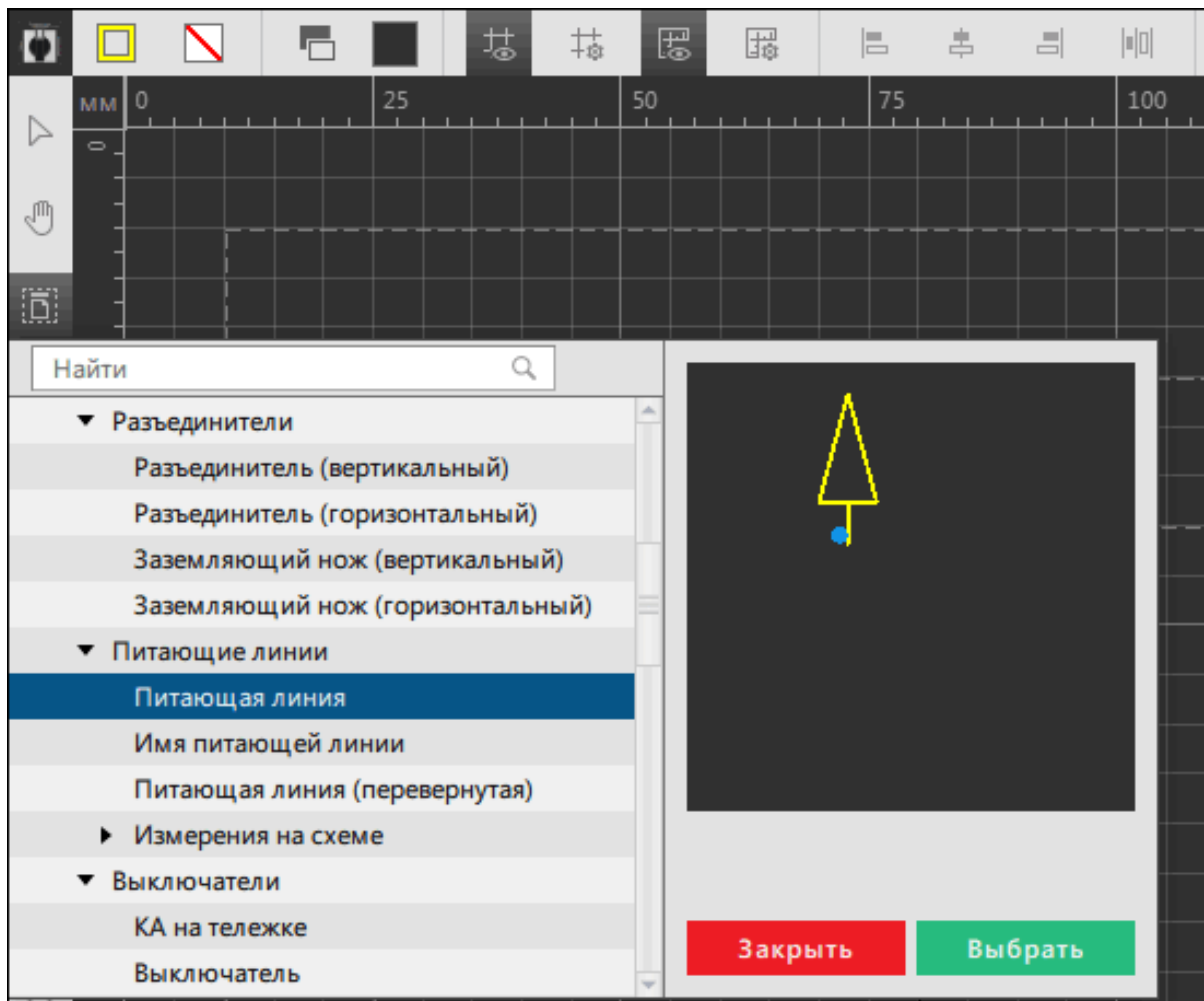 мм 0 25 50 75 100
0
Найти
Разъединители
Разъединитель (вертикальный)
Разъединитель (горизонтальный)
Заземляющий нож (вертикальный)
Заземляющий нож (горизонтальный)
Питающие линии
Питающая линия
Имя питающей линии
Питающая линия (перевернутая)
Измерения на схеме
Выключатели
КА на тележке
Выключатель
Закрыть Выбрать